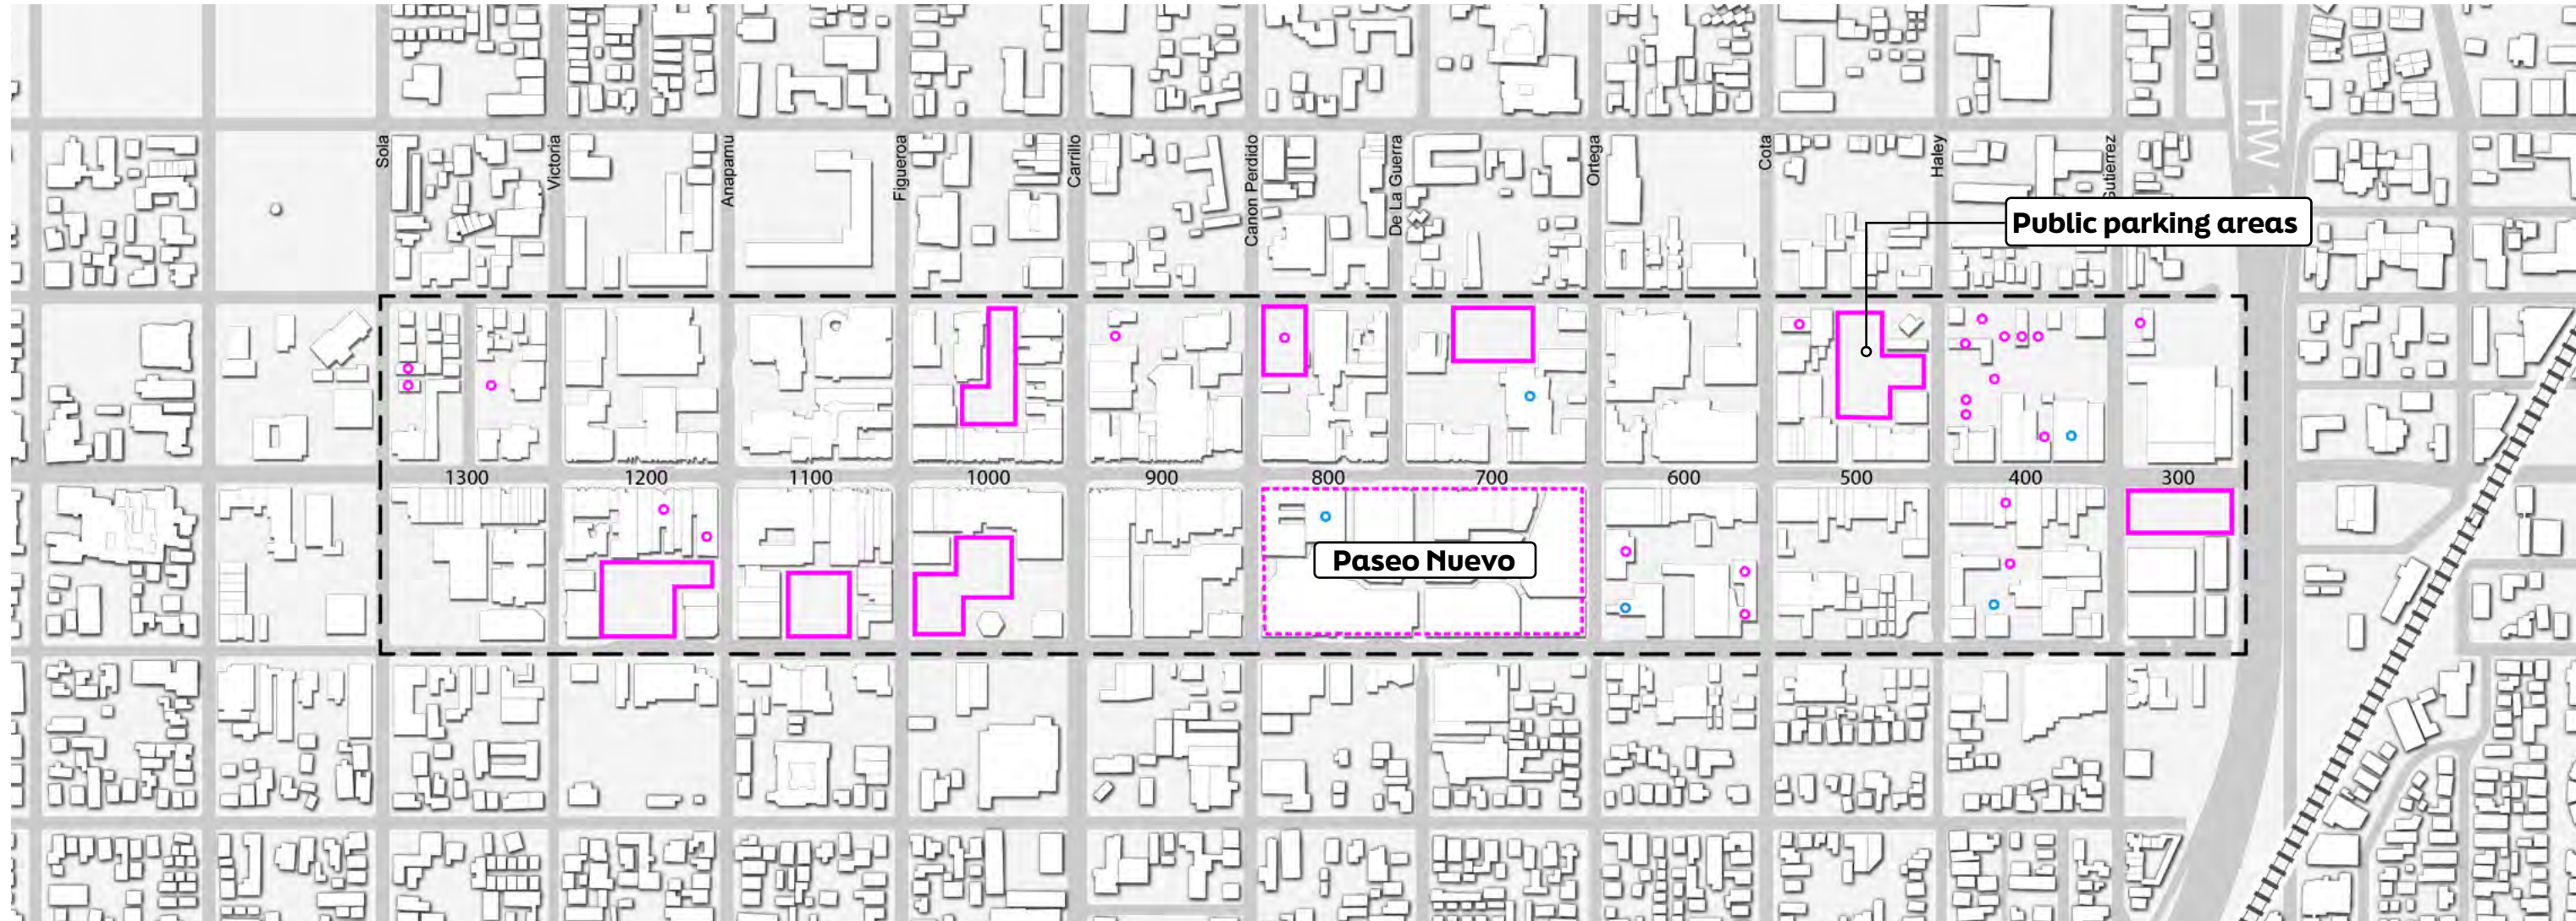 HW 1
Sola
Victoria
Anapamu
Figueroa
Carrillo
Canon Perdido
De La Guerra
Ortega
Cota
Haley
Gutierrez
Public parking areas
1300
1200
1100
1000
900
800
700
600
500
400
300
Paseo Nuevo